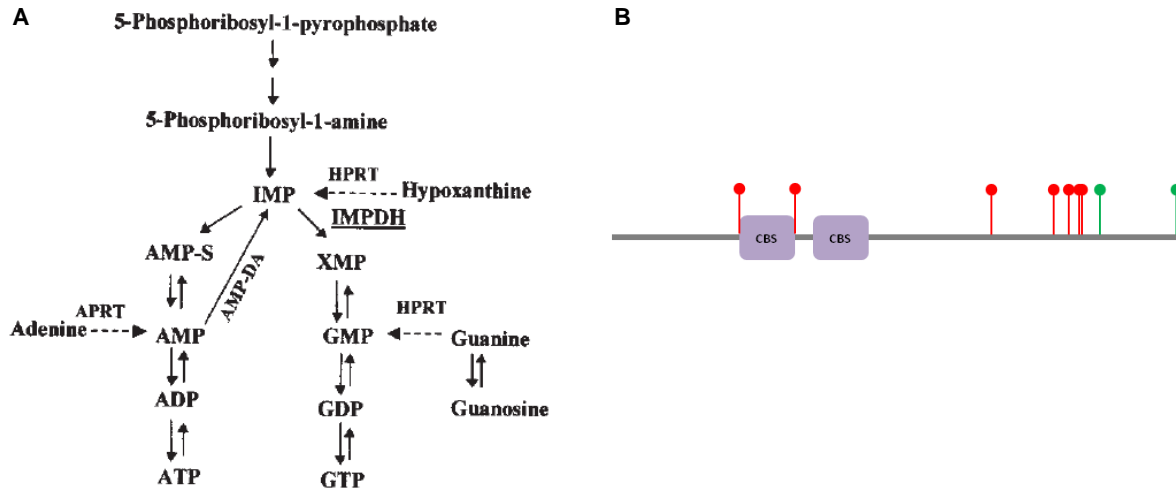 A
5-Phosphoribosyl-1-pyrophosphate
5-Phosphoribosyl-1-amine
HPRT
IMP
Hypoxanthine
IMPDH
AMP-S
XMP
AMP-DA
APRT
HPRT
Adenine
AMP
GMP
Guanine
ADP
GDP
Guanosine
ATP
GTP
B
CBS
CBS